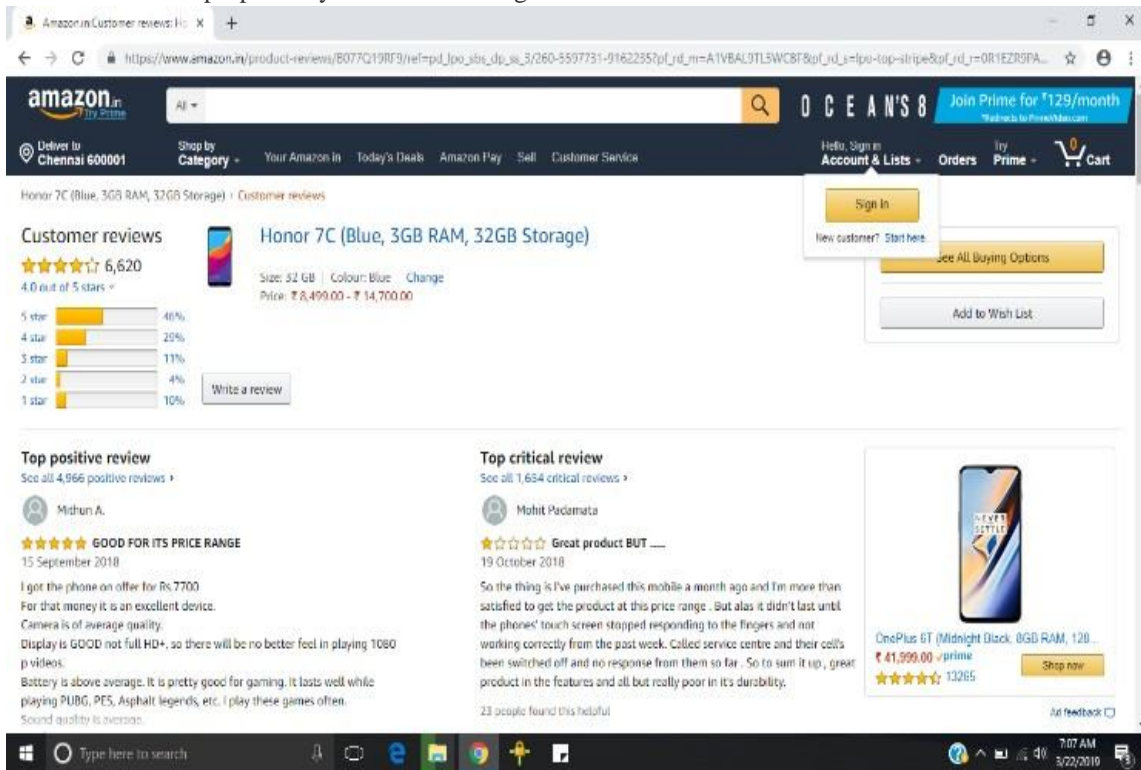 Amazon.in:Customer reviews: Ho
https://www.amazon.in/product-reviews/B077Q19RF9/ref=pd_lpo_sbs_dp_ss_3/
amazon.in
Try Prime
All
OCEAN'S 8
Join Prime for ₹129/month
*Redirects to PrimeVideo.com
Deliver to
Chennai 600001
Shop by
Category
Your Amazon.in Today's Deals Amazon Pay Sell Customer Service
Hello, Sign in
Account & Lists
Orders
Try
Prime
0
Cart
Sign in
New customer? Start here.
Honor 7C (Blue, 3GB RAM, 32GB Storage) › Customer reviews
Customer reviews
6,620
4.0 out of 5 stars
5 star 46%
4 star 29%
3 star 11%
2 star 4%
1 star 10%
Write a review
Honor 7C (Blue, 3GB RAM, 32GB Storage)
Size: 32 GB | Colour: Blue Change
Price: ₹ 8,499.00 - ₹ 14,700.00
See All Buying Options
Add to Wish List
Top positive review
See all 4,966 positive reviews ›
Mithun A.
GOOD FOR ITS PRICE RANGE
15 September 2018
I got the phone on offer for Rs.7700
For that money it is an excellent device.
Camera is of average quality.
Display is GOOD not full HD+, so there will be no better feel in playing 1080
p videos.
Battery is above average. It is pretty good for gaming. It lasts well while
playing PUBG, PES, Asphalt legends, etc. I play these games often.
Sound quality is average.
Top critical review
See all 1,654 critical reviews ›
Mohit Padamata
Great product BUT .....
19 October 2018
So the thing is I've purchased this mobile a month ago and I'm more than
satisfied to get the product at this price range . But alas it didn't last until
the phones' touch screen stopped responding to the fingers and not
working correctly from the past week. Called service centre and their cell's
been switched off and no response from them so far . So to sum it up , great
product in the features and all but really poor in it's durability.
23 people found this helpful
NEVER
SETTLE
OnePlus 6T (Midnight Black, 8GB RAM, 128...
₹ 41,999.00 prime
13265
Shop now
Ad feedback
Type here to search
7:07 AM
3/22/2019